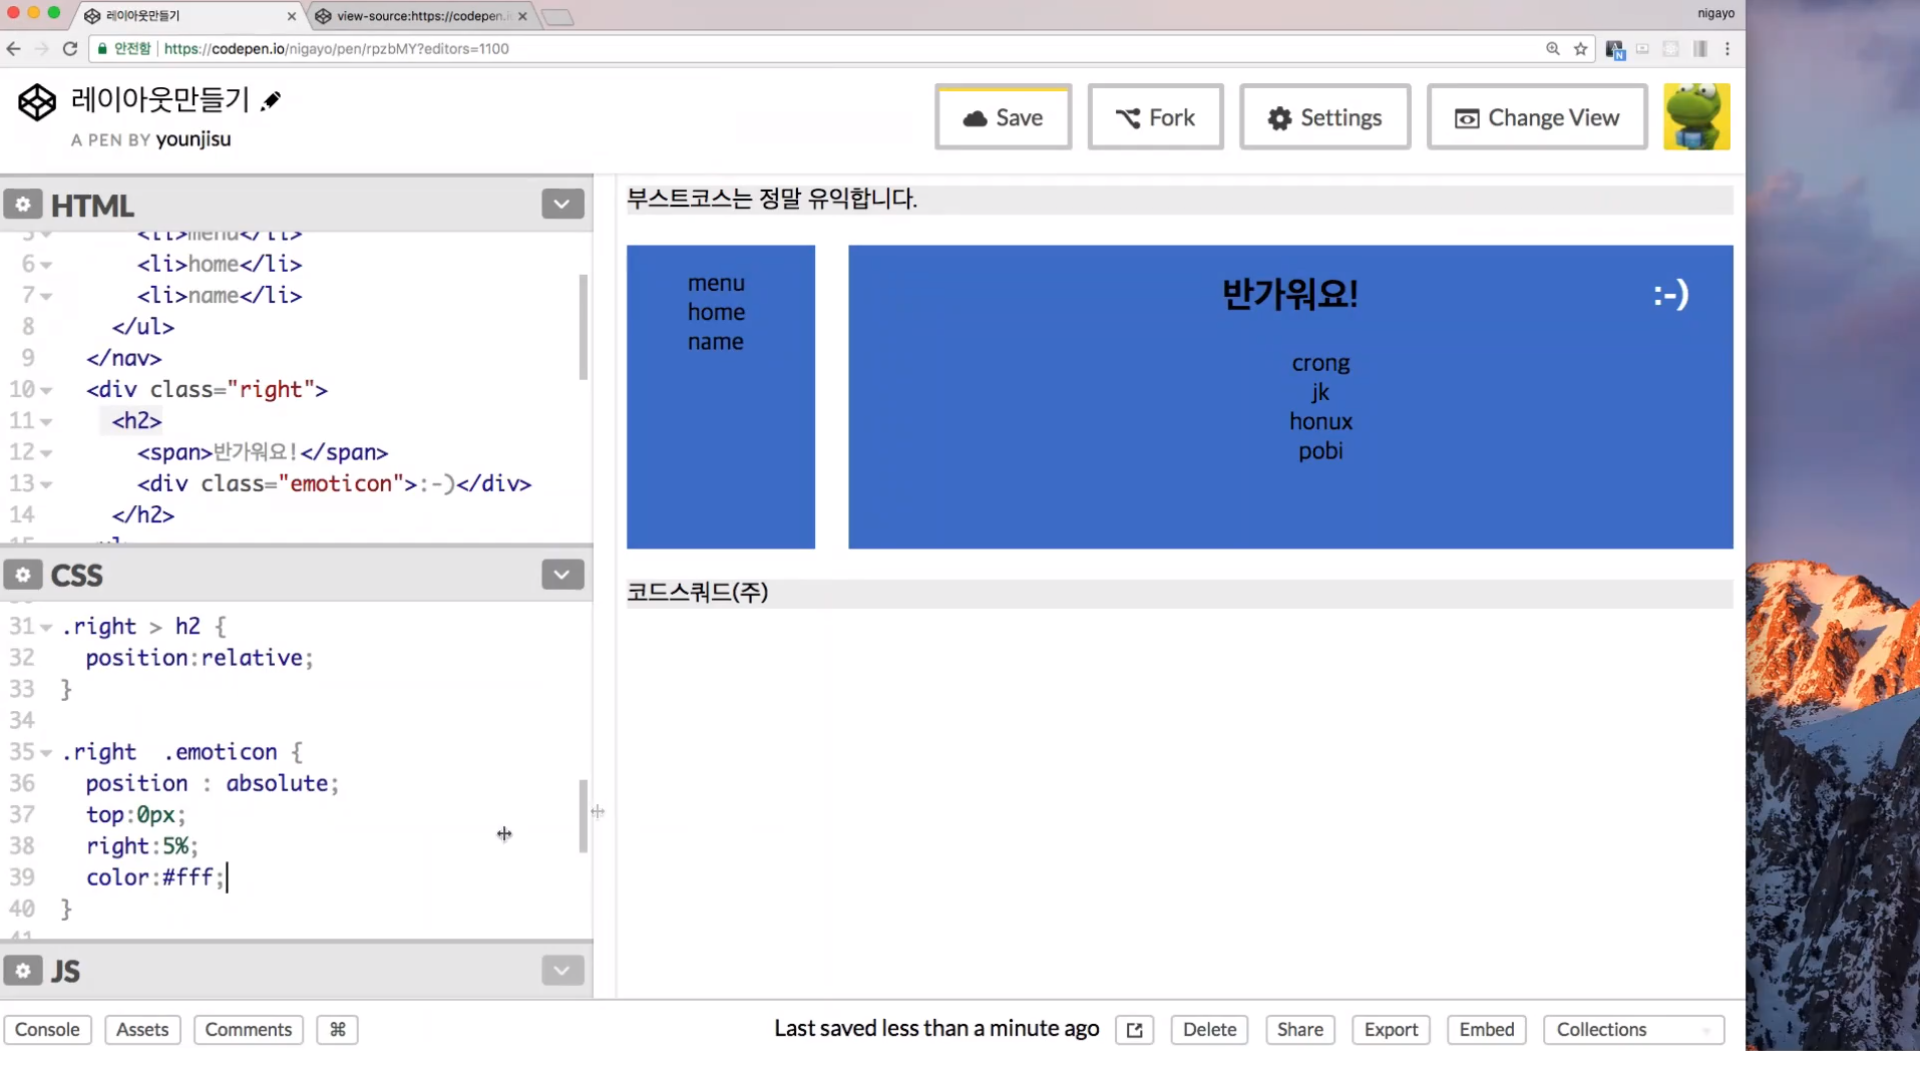 레이아웃만들기
view-source:https://codepen.i
nigayo
안전함 | https://codepen.io/nigayo/pen/rpzbMY?editors=1100
레이아웃만들기
A PEN BY younjisu
Save
Fork
Settings
Change View
HTML
5 <li>menu</li>
6 <li>home</li>
7 <li>name</li>
8 </ul>
9 </nav>
10 <div class="right">
11 <h2>
12 <span>반가워요!</span>
13 <div class="emoticon">:-)</div>
14 </h2>
CSS
31 .right > h2 {
32 position:relative;
33 }
34
35 .right  .emoticon {
36 position : absolute;
37 top:0px;
38 right:5%;
39 color:#fff;
40 }
JS
부스트코스는 정말 유익합니다.
menu
home
name
반가워요!
:-)
crong
jk
honux
pobi
코드스쿼드(주)
Console
Assets
Comments
⌘
Last saved less than a minute ago
Delete
Share
Export
Embed
Collections